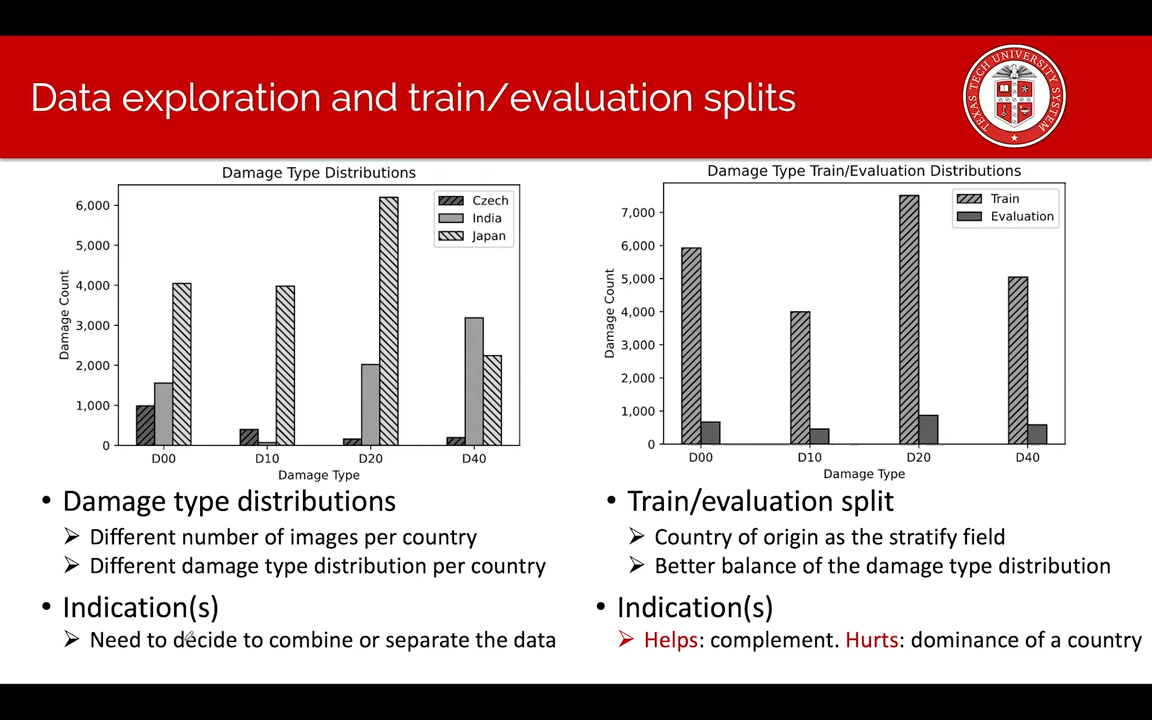 Data exploration and train/evaluation splits
TEXAS TECH UNIVERSITY SYSTEM
Damage Type Distributions
Damage Count
6,000
5,000
4,000
3,000
2,000
1,000
0
Czech
India
Japan
D00 D10 D20 D40
Damage Type
Damage Type Train/Evaluation Distributions
Damage Count
7,000
6,000
5,000
4,000
3,000
2,000
1,000
0
Train
Evaluation
D00 D10 D20 D40
Damage Type
• Damage type distributions
➢ Different number of images per country
➢ Different damage type distribution per country
• Indication(s)
➢ Need to decide to combine or separate the data
• Train/evaluation split
➢ Country of origin as the stratify field
➢ Better balance of the damage type distribution
• Indication(s)
➢ Helps: complement. Hurts: dominance of a country